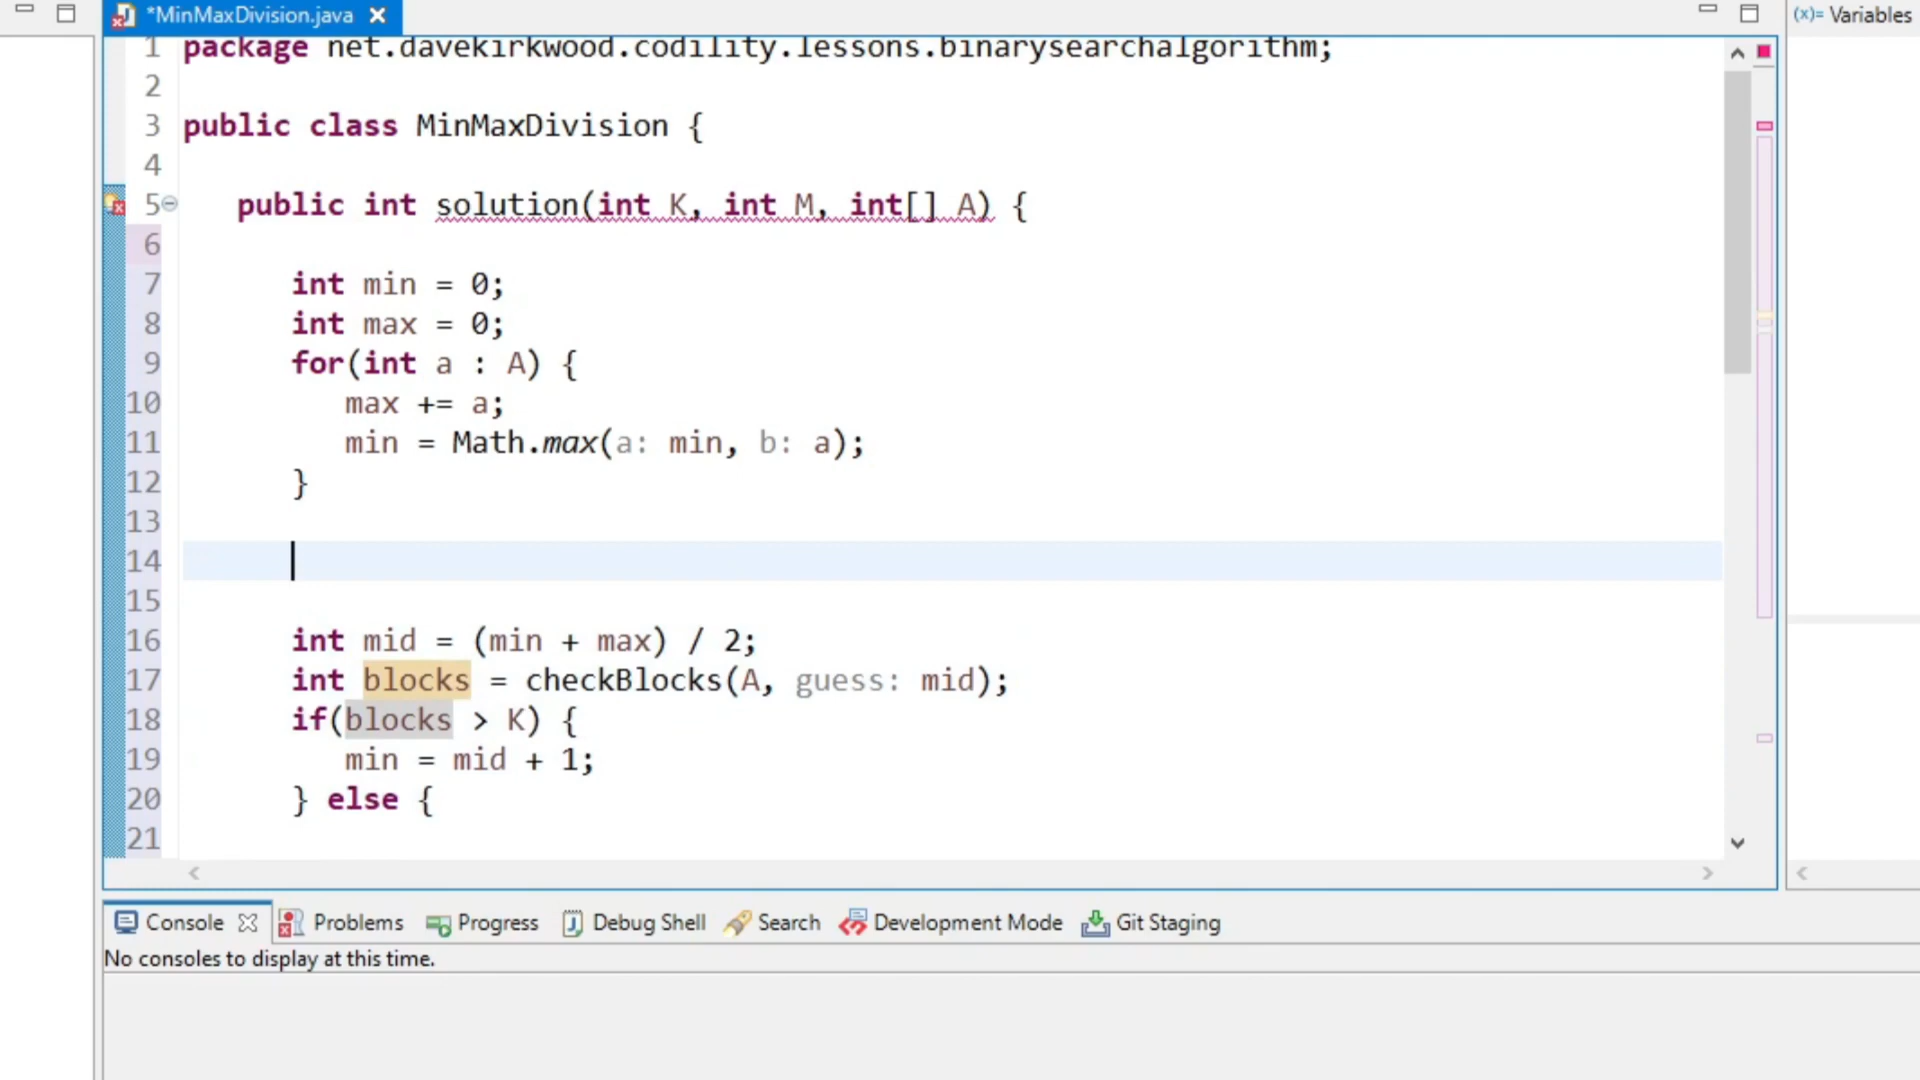 *MinMaxDivision.java
(x)= Variables
1 package net.davekirkwood.codility.lessons.binarysearchalgorithm;
2
3 public class MinMaxDivision {
4
5 public int solution(int K, int M, int[] A) {
6
7 int min = 0;
8 int max = 0;
9 for(int a : A) {
10 max += a;
11 min = Math.max(a: min, b: a);
12 }
13
14
15
16 int mid = (min + max) / 2;
17 int blocks = checkBlocks(A, guess: mid);
18 if(blocks > K) {
19 min = mid + 1;
20 } else {
21
Console Problems Progress Debug Shell Search Development Mode Git Staging
No consoles to display at this time.